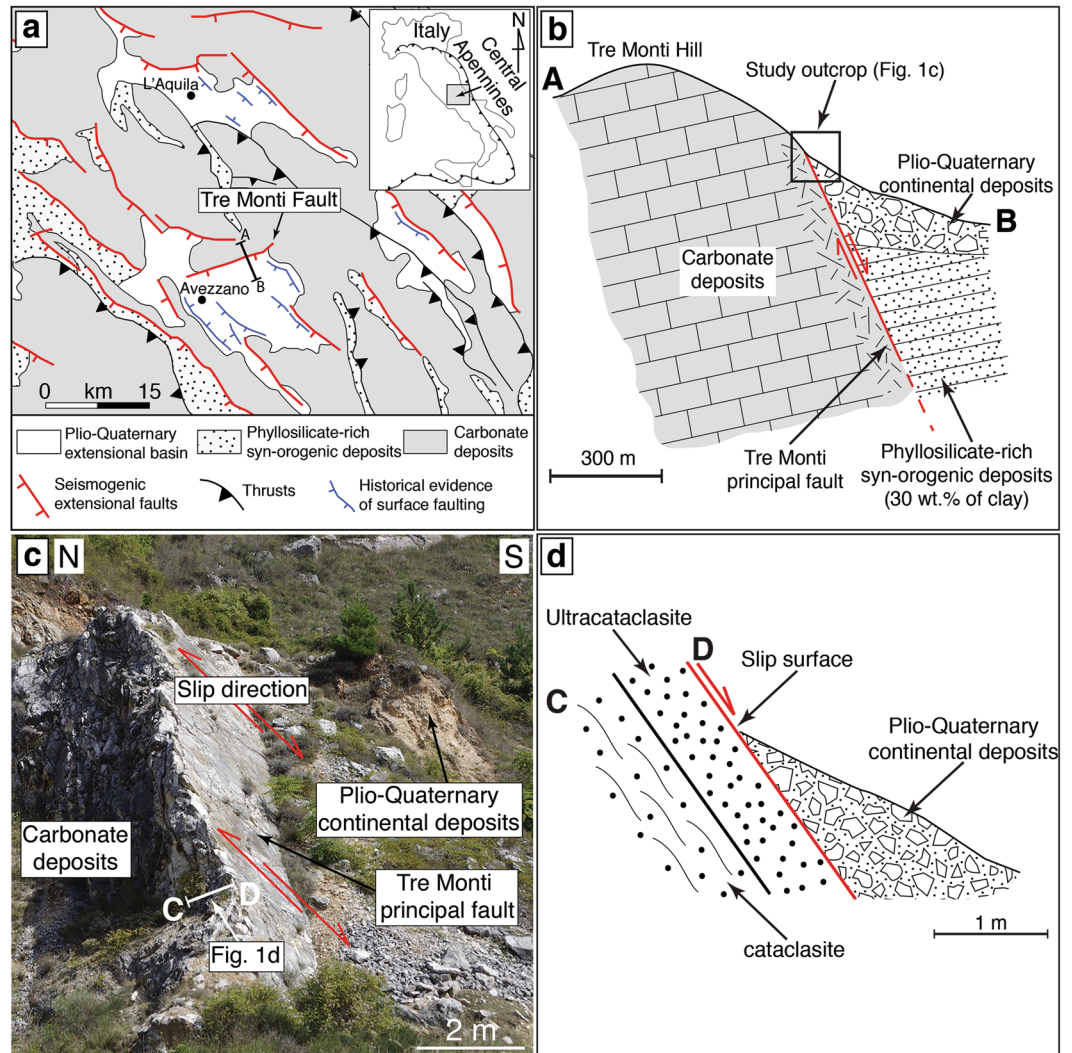 a
Italy
N
Central
Apennines
L'Aquila
Tre Monti Fault
A
Avezzano
B
0 km 15
Plio-Quaternary
extensional basin
Phyllosilicate-rich
syn-orogenic deposits
Carbonate
deposits
Seismogenic
extensional faults
Thrusts
Historical evidence
of surface faulting
b
Tre Monti Hill
A
Study outcrop (Fig. 1c)
Plio-Quaternary
continental deposits
B
Carbonate
deposits
300 m
Tre Monti
principal fault
Phyllosilicate-rich
syn-orogenic deposits
(30 wt.% of clay)
c N
S
Slip direction
Plio-Quaternary
continental deposits
Carbonate
deposits
Tre Monti
principal fault
C
D
Fig. 1d
2 m
d
Ultracataclasite
D
Slip surface
C
Plio-Quaternary
continental deposits
1 m
cataclasite